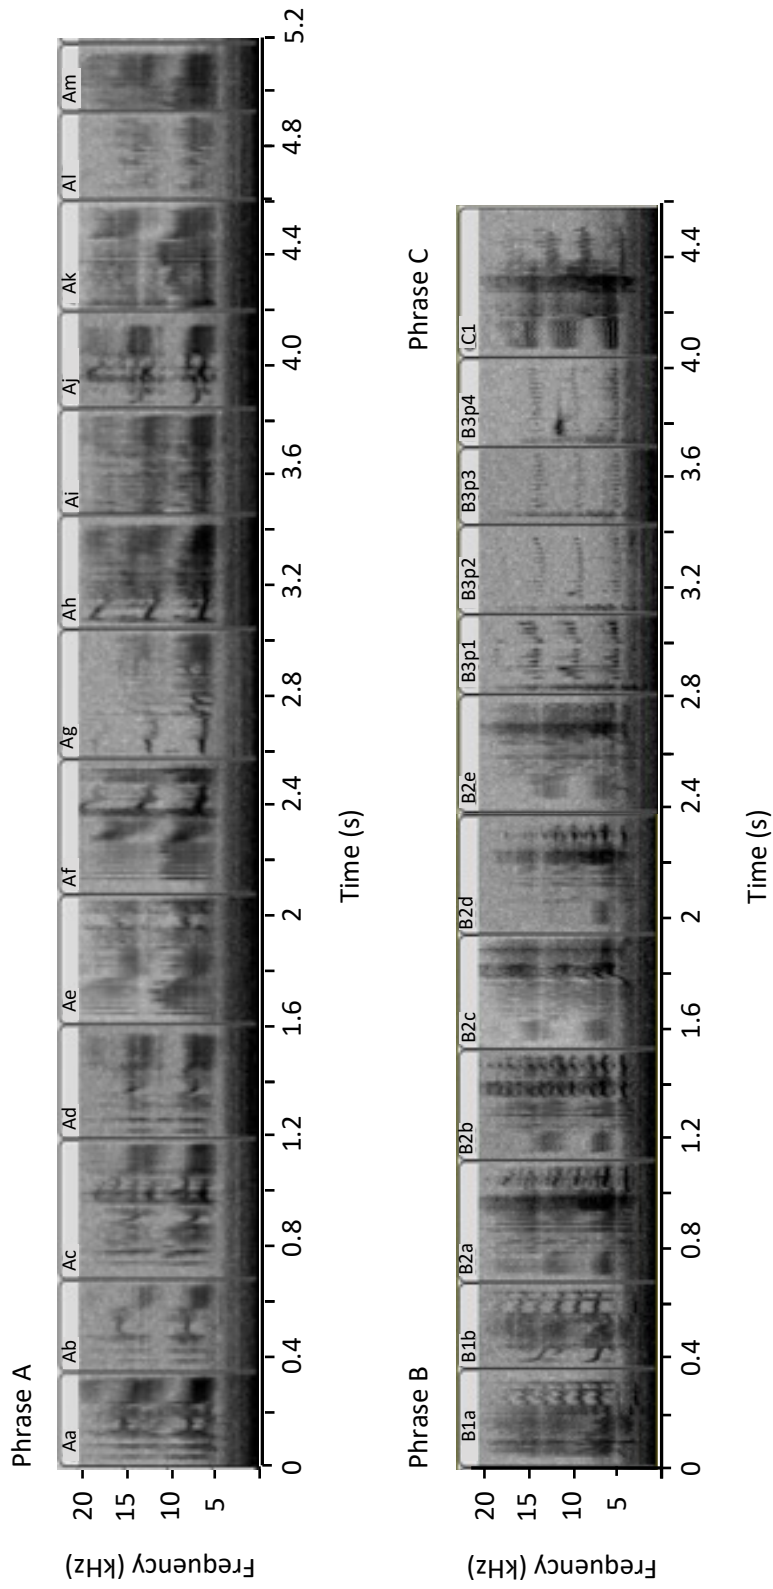 Phrase A
Aa Ab Ac Ad Ae Af Ag Ah Ai Aj Ak Al Am
20
15
10
5
Frequency (kHz)
0 0.4 0.8 1.2 1.6 2 2.4 2.8 3.2 3.6 4.0 4.4 4.8 5.2
Time (s)
Phrase B Phrase C
B1a B1b B2a B2b B2c B2d B2e B3p1 B3p2 B3p3 B3p4 C1
20
15
10
5
Frequency (kHz)
0 0.4 0.8 1.2 1.6 2 2.4 2.8 3.2 3.6 4.0 4.4
Time (s)